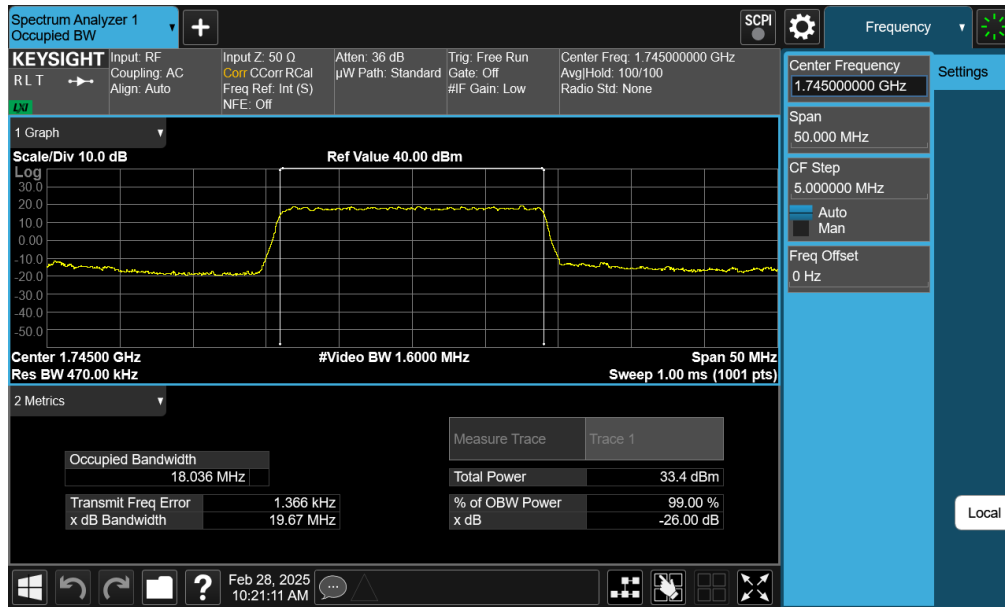 Spectrum Analyzer 1
Occupied BW
+
SCPI
Frequency
KEYSIGHT
R L T
LXI
Input: RF
Coupling: AC
Align: Auto
Input Z: 50 Ω
Corr CCorr RCal
Freq Ref: Int (S)
NFE: Off
Atten: 36 dB
µW Path: Standard
Trig: Free Run
Gate: Off
#IF Gain: Low
Center Freq: 1.745000000 GHz
Avg|Hold: 100/100
Radio Std: None
Center Frequency
1.745000000 GHz
Settings
Span
50.000 MHz
CF Step
5.000000 MHz
Auto
Man
Freq Offset
0 Hz
1 Graph
Scale/Div 10.0 dB
Ref Value 40.00 dBm
Log
30.0
20.0
10.0
0.00
-10.0
-20.0
-30.0
-40.0
-50.0
Center 1.74500 GHz
#Video BW 1.6000 MHz
Span 50 MHz
Res BW 470.00 kHz
Sweep 1.00 ms (1001 pts)
2 Metrics
Measure Trace
Trace 1
Occupied Bandwidth
18.036 MHz
Total Power
33.4 dBm
Transmit Freq Error
1.366 kHz
% of OBW Power
99.00 %
x dB Bandwidth
19.67 MHz
x dB
-26.00 dB
Local
?
Feb 28, 2025
10:21:11 AM